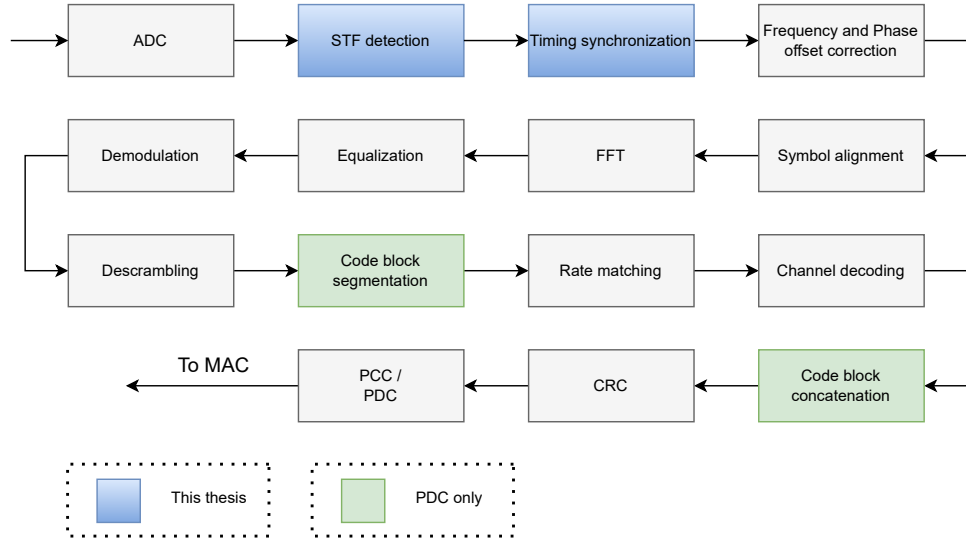 ADC
STF detection
Timing synchronization
Frequency and Phase
offset correction
Demodulation
Equalization
FFT
Symbol alignment
Descrambling
Code block
segmentation
Rate matching
Channel decoding
To MAC
PCC /
PDC
CRC
Code block
concatenation
This thesis
PDC only